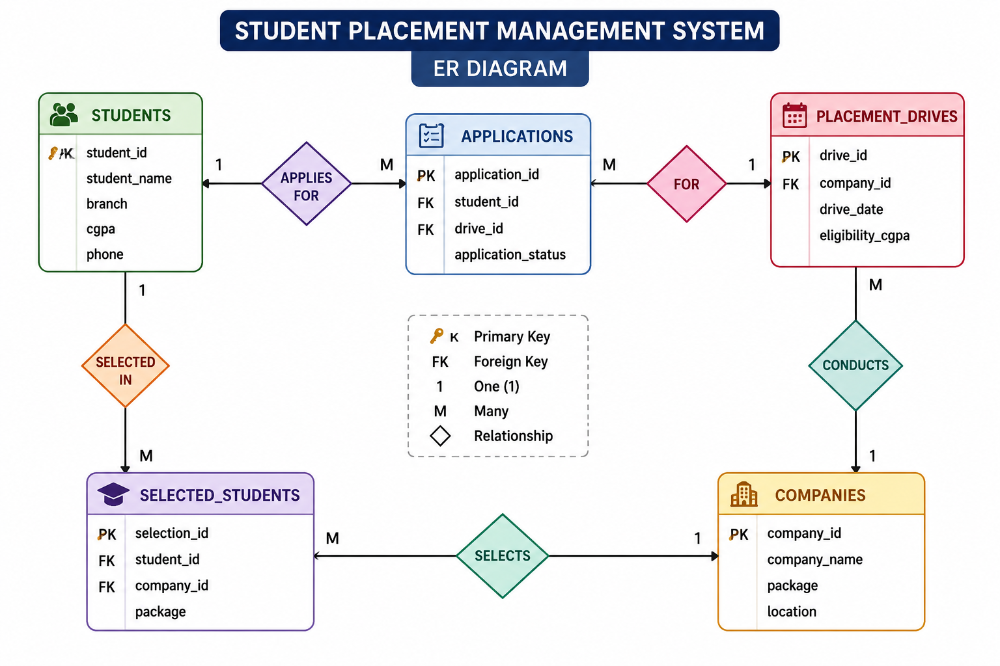 STUDENT PLACEMENT MANAGEMENT SYSTEM
ER DIAGRAM
STUDENTS
student_id
student_name
branch
cgpa
phone
1
APPLIES
FOR
M
APPLICATIONS
PK application_id
FK student_id
FK drive_id
application_status
M
FOR
1
PLACEMENT_DRIVES
PK drive_id
FK company_id
drive_date
eligibility_cgpa
1
SELECTED
IN
M
K Primary Key
FK Foreign Key
1 One (1)
M Many
Relationship
M
CONDUCTS
1
SELECTED_STUDENTS
PK selection_id
FK student_id
FK company_id
package
M
SELECTS
1
COMPANIES
PK company_id
company_name
package
location